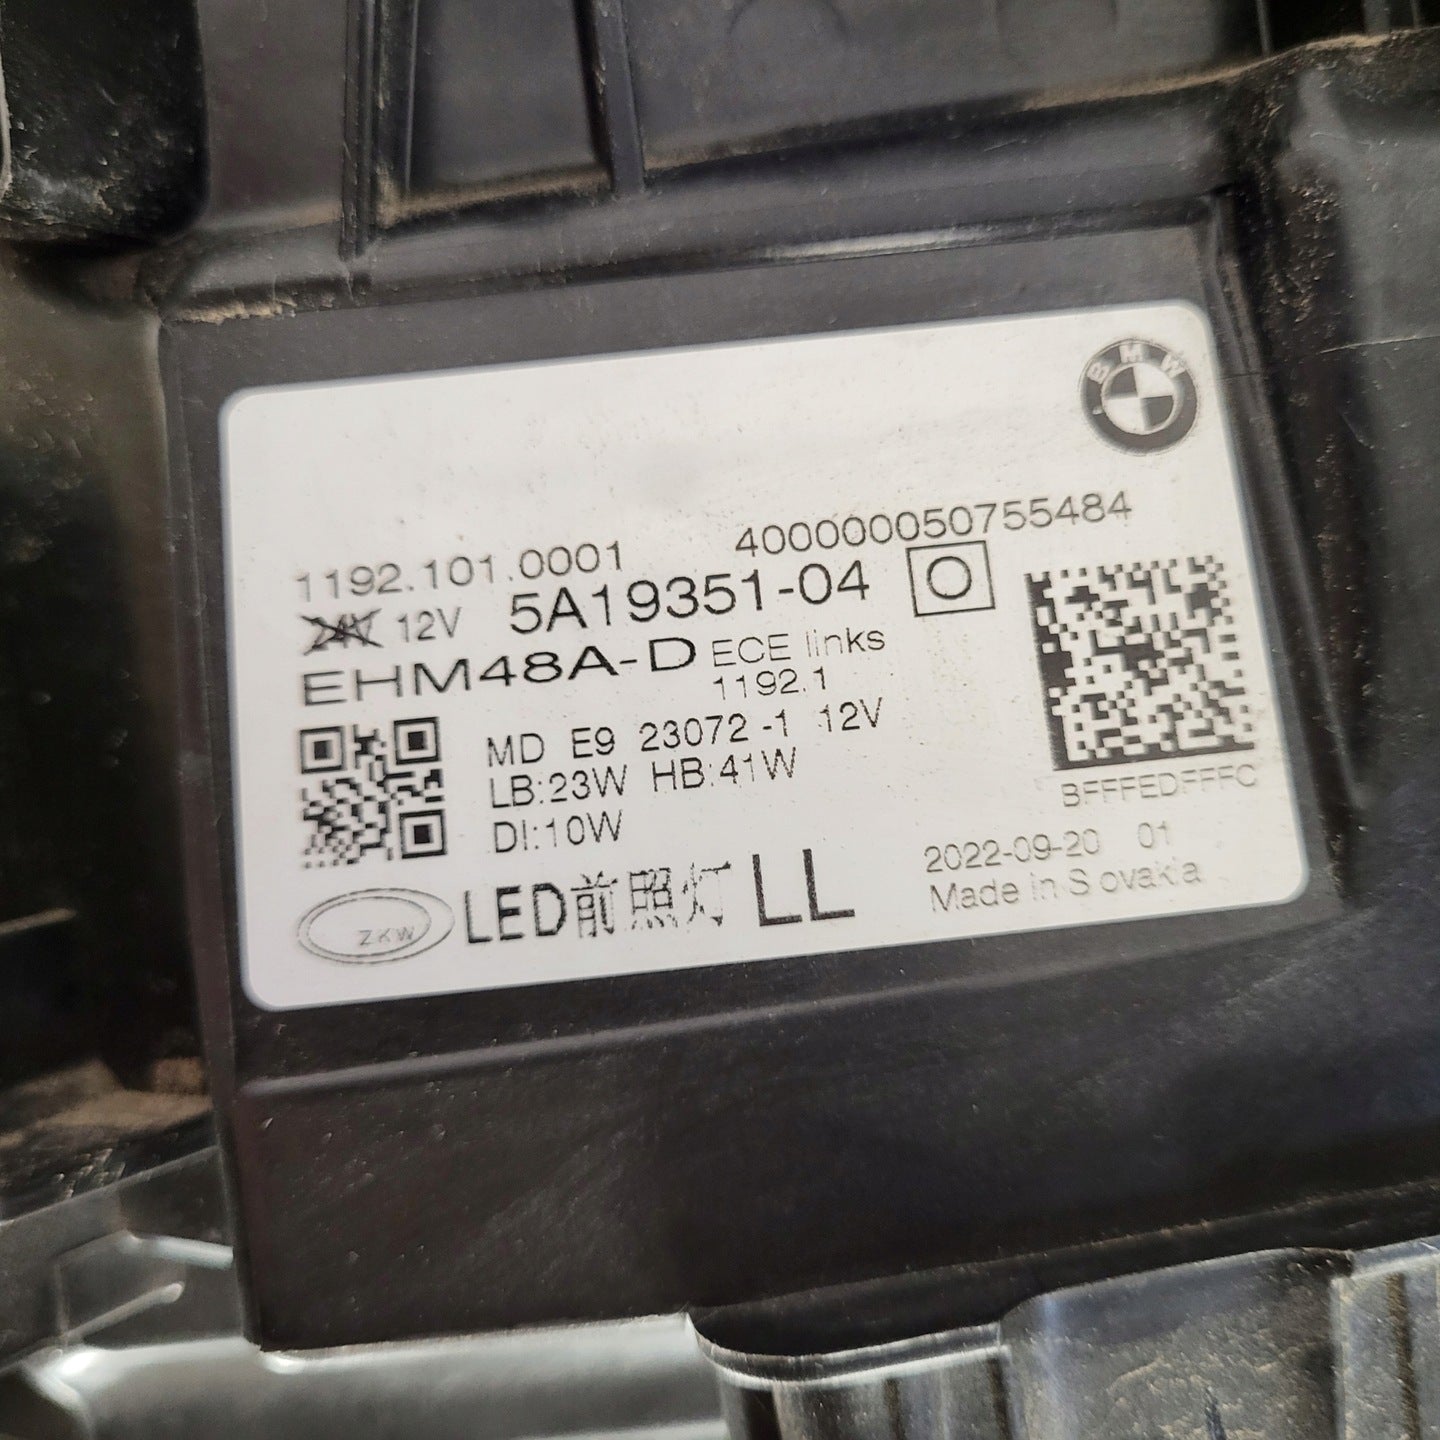 BMW
1192.101.0001 400000050755484
24V 12V 5A19351-04 O
EHM48A-D ECE links
1192.1
MD E9 23072-1 12V
LB:23W HB:41W
DI:10W
BFFFEDFFFC
2022-09-20 01
Made in Slovakia
ZKW LED前照灯 LL